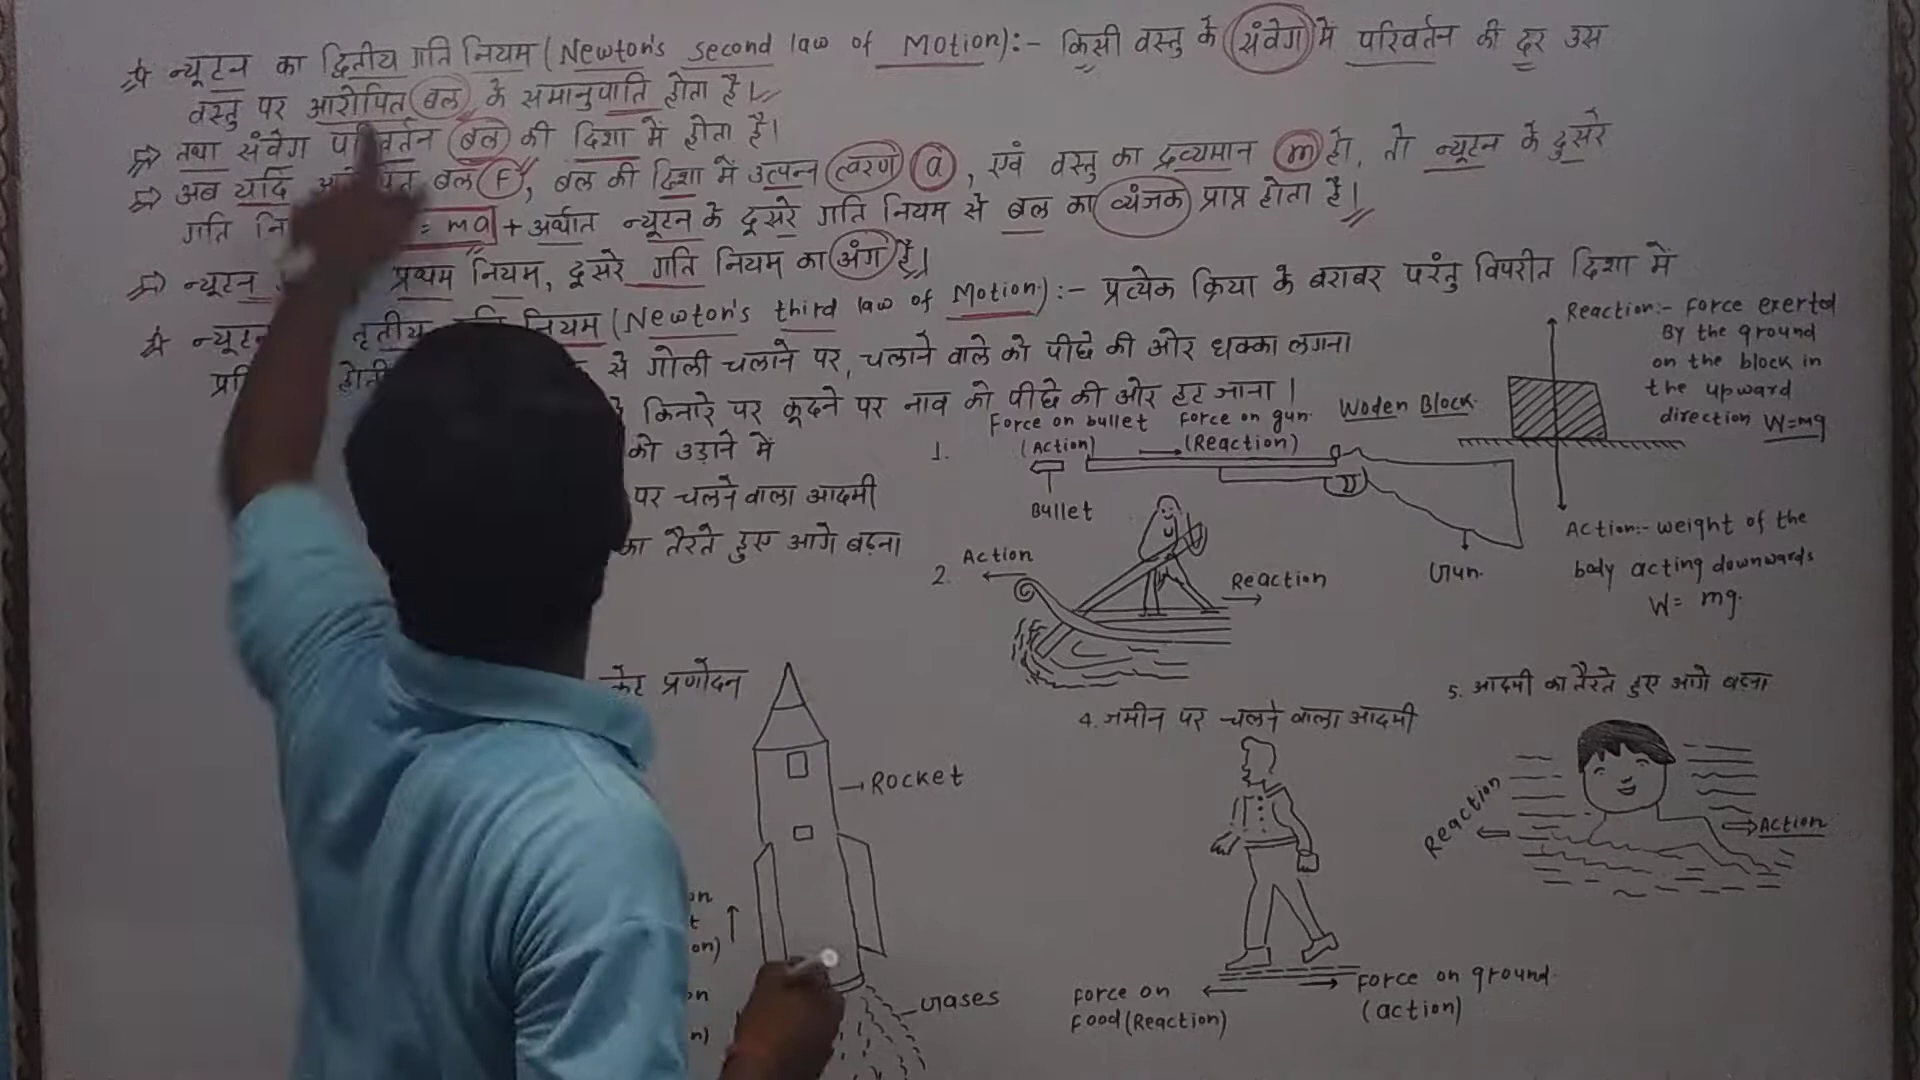 न्यूटन का द्वितीय गति नियम (Newton's second law of Motion):- किसी वस्तु के संवेग में परिवर्तन की दर उस
वस्तु पर आरोपित बल के समानुपाति होता है।
तथा संवेग परिवर्तन बल की दिशा में होता है।
अब यदि बल F, बल की दिशा में उत्पन्न त्वरण a, एवं वस्तु का द्रव्यमान m हो, तो न्यूटन के दुसरे
गति = ma + अर्थात न्यूटन के दूसरे गति नियम से बल का व्यंजक प्राप्त होता है।
न्यूटन प्रथम नियम, दूसरे गति नियम का अंग है।
न्यूटन तृतीय नियम (Newton's third law of Motion):- प्रत्येक क्रिया के बराबर परंतु विपरीत दिशा में
होती से गोली चलाने पर, चलाने वाले को पीछे की ओर धक्का लगना
किनारे पर कूदने पर नाव को पीछे की ओर हट जाना।
को उड़ाने में
पर चलने वाला आदमी
का तैरते हुए आगे बढ़ना
Reaction:- Force exerted
By the ground
on the block in
the upward
direction W=mg
Woden Block.
Action:- weight of the
body acting downwards
W= mg.
1.
Force on bullet
(Action)
Force on gun.
(Reaction)
Bullet
Gun.
2.
Action
Reaction
प्रणोदन
Rocket
Gases
4. जमीन पर चलने वाला आदमी
Force on
Food (Reaction)
Force on ground.
(action)
5. आदमी का तैरते हुए आगे बढ़ना
Reaction
Action